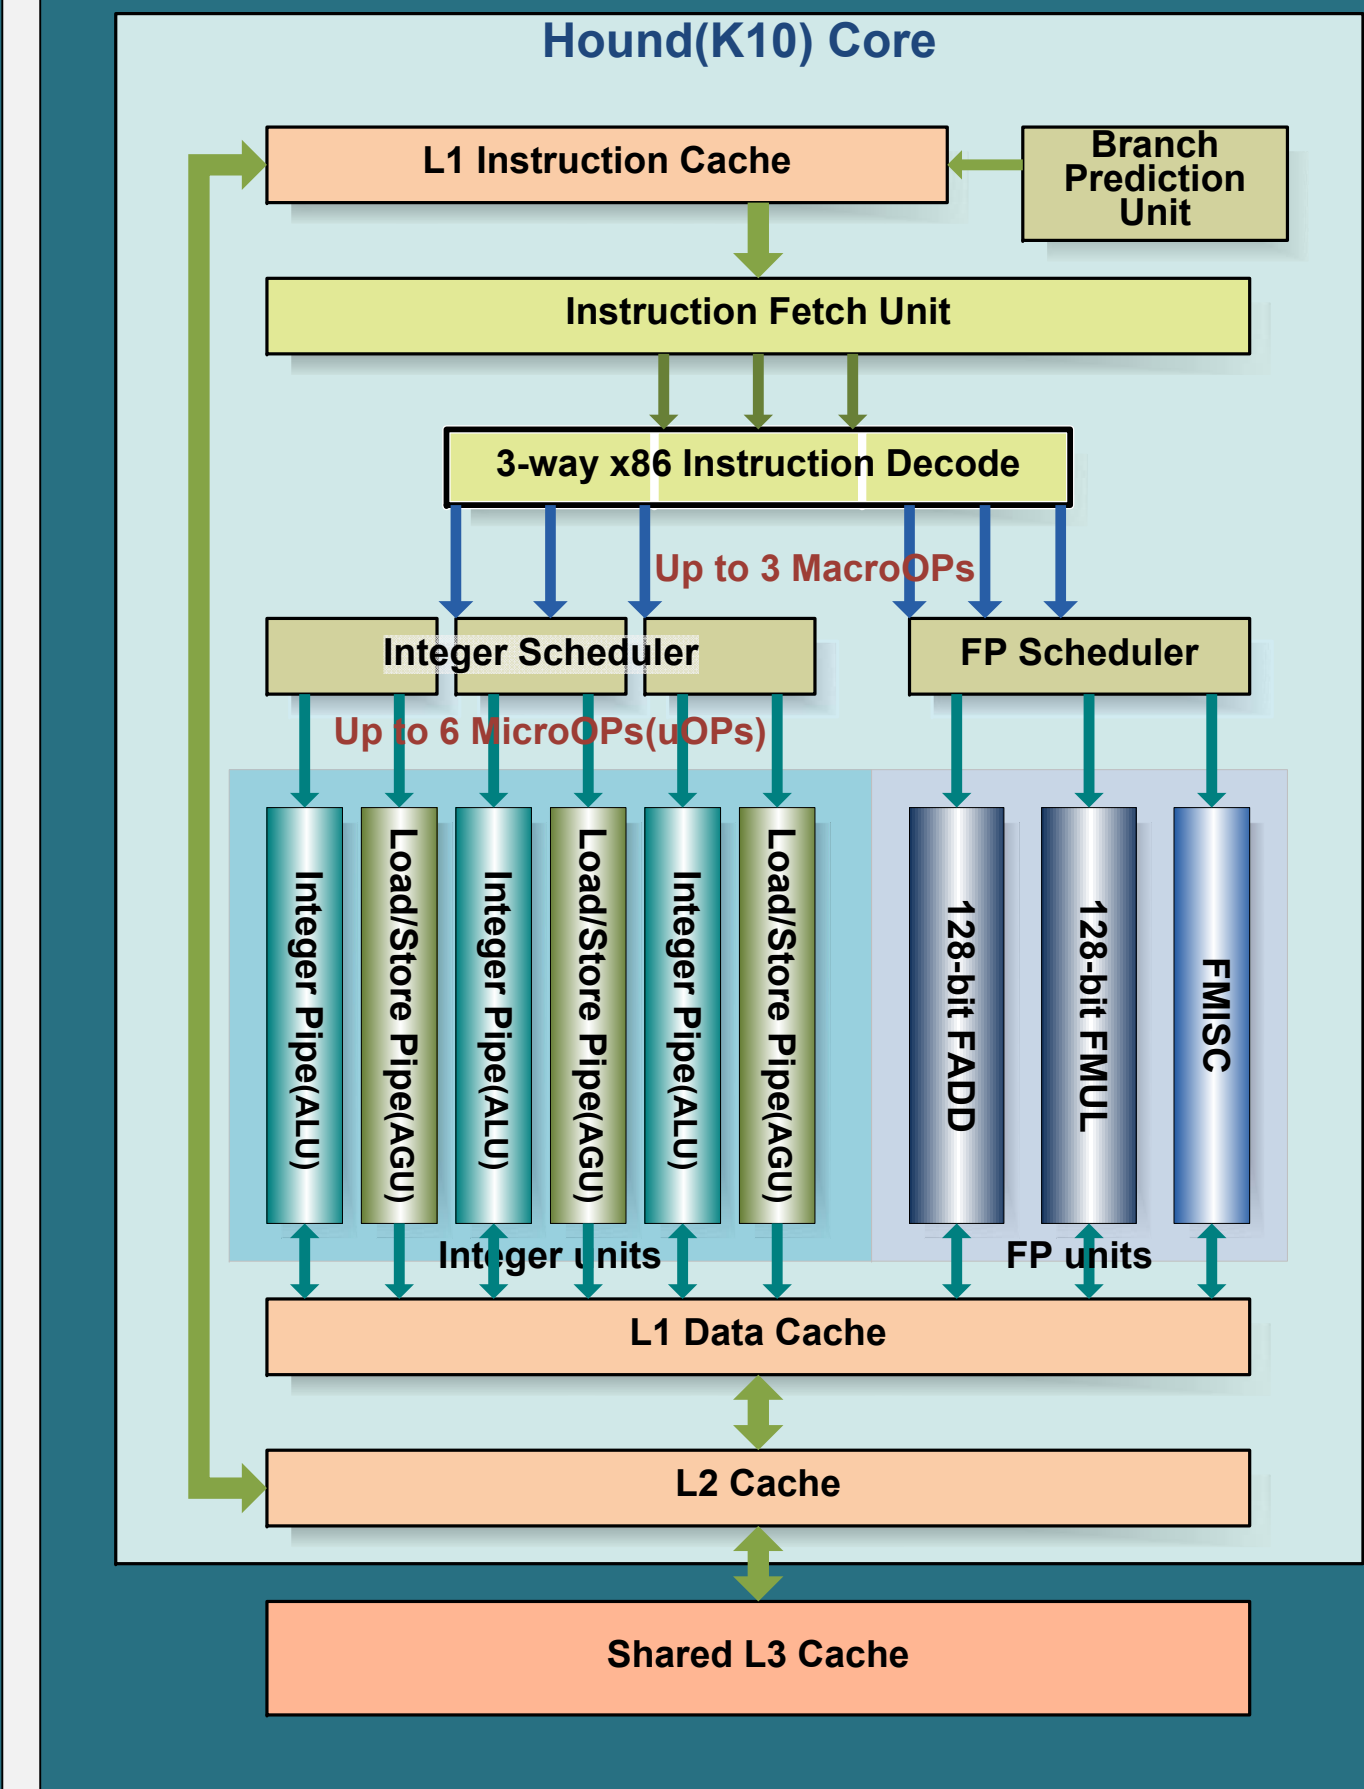 Hound(K10) Core
L1 Instruction Cache
Branch
Prediction
Unit
Instruction Fetch Unit
3-way x86 Instruction Decode
Up to 3 MacroOPs
Integer Scheduler
FP Scheduler
Up to 6 MicroOPs(uOPs)
Integer Pipe(ALU)
Load/Store Pipe(AGU)
Integer Pipe(ALU)
Load/Store Pipe(AGU)
Integer Pipe(ALU)
Load/Store Pipe(AGU)
128-bit FADD
128-bit FMUL
FMISC
Integer units
FP units
L1 Data Cache
L2 Cache
Shared L3 Cache